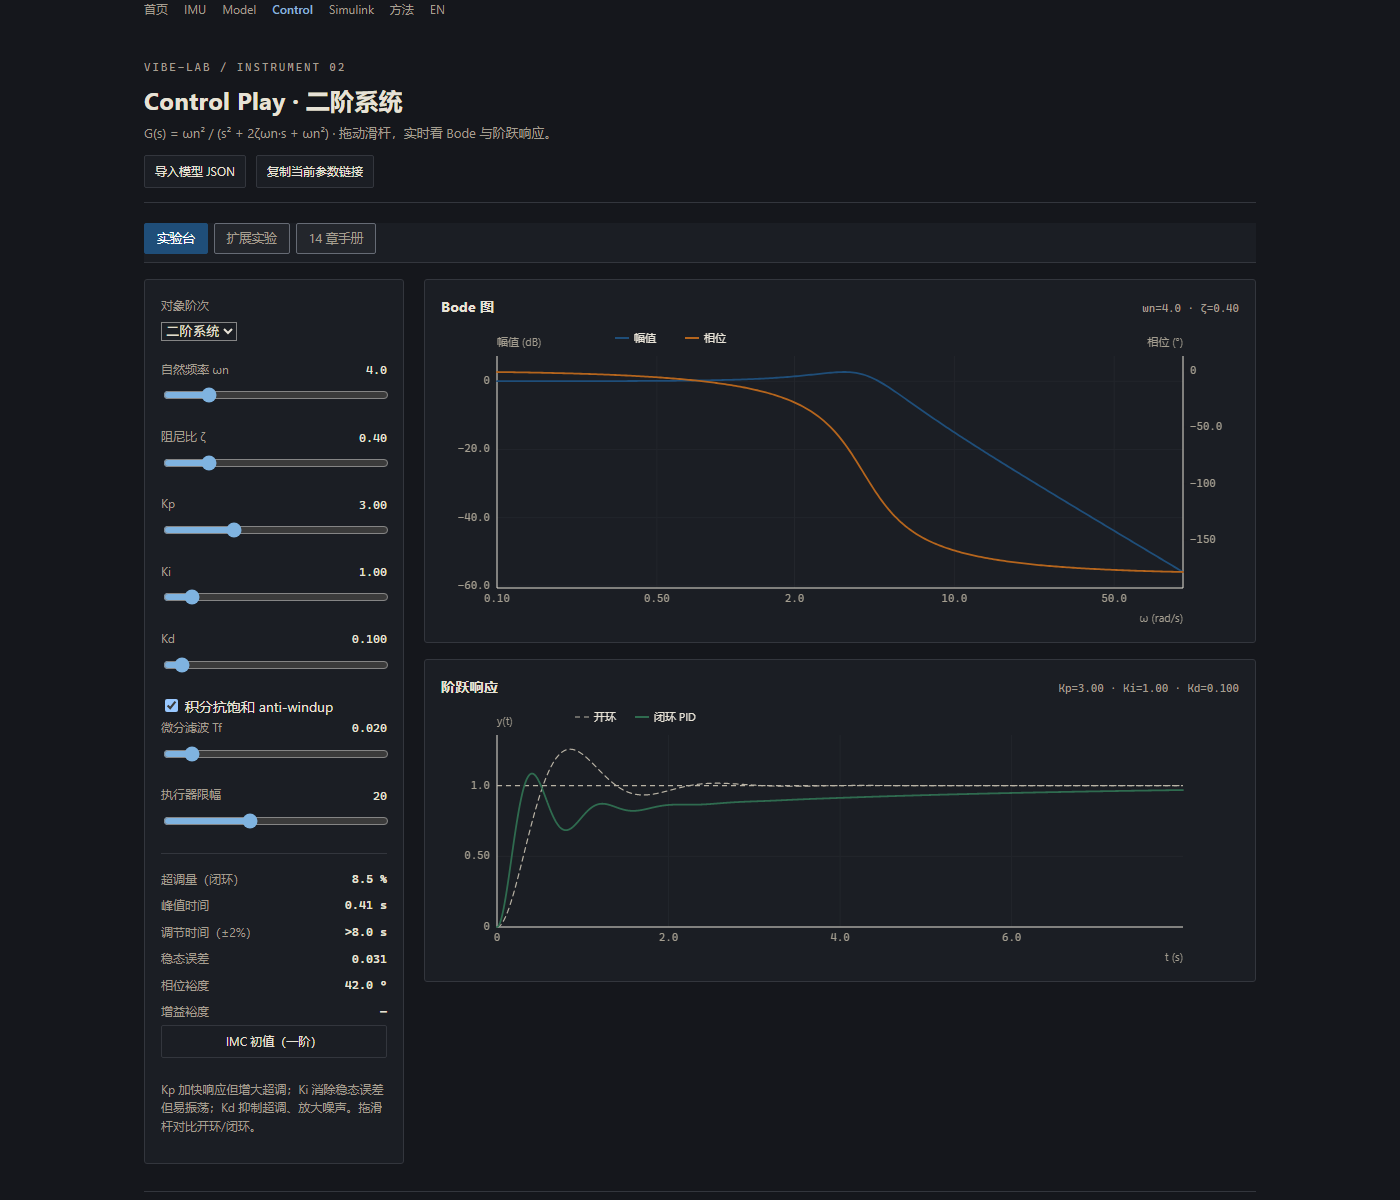 首页 IMU Model Control Simulink 方法 EN
VIBE-LAB / INSTRUMENT 02
Control Play · 二阶系统
G(s) = ωn² / (s² + 2ζωn·s + ωn²) · 拖动滑杆，实时看 Bode 与阶跃响应。
导入模型 JSON 复制当前参数链接
实验台 扩展实验 14 章手册
对象阶次
二阶系统
自然频率 ωn 4.0
阻尼比 ζ 0.40
Kp 3.00
Ki 1.00
Kd 0.100
积分抗饱和 anti-windup
微分滤波 Tf 0.020
执行器限幅 20
超调量（闭环） 8.5 %
峰值时间 0.41 s
调节时间（±2%） >8.0 s
稳态误差 0.031
相位裕度 42.0 °
增益裕度 —
IMC 初值（一阶）
Kp 加快响应但增大超调；Ki 消除稳态误差
但易振荡；Kd 抑制超调、放大噪声。拖滑
杆对比开环/闭环。
Bode 图 ωn=4.0 · ζ=0.40
幅值 相位
幅值 (dB) 相位 (°)
0
-20.0
-40.0
-60.0
0
-50.0
-100
-150
0.10 0.50 2.0 10.0 50.0
ω (rad/s)
阶跃响应 Kp=3.00 · Ki=1.00 · Kd=0.100
开环 闭环 PID
y(t)
1.0
0.50
0
0 2.0 4.0 6.0
t (s)